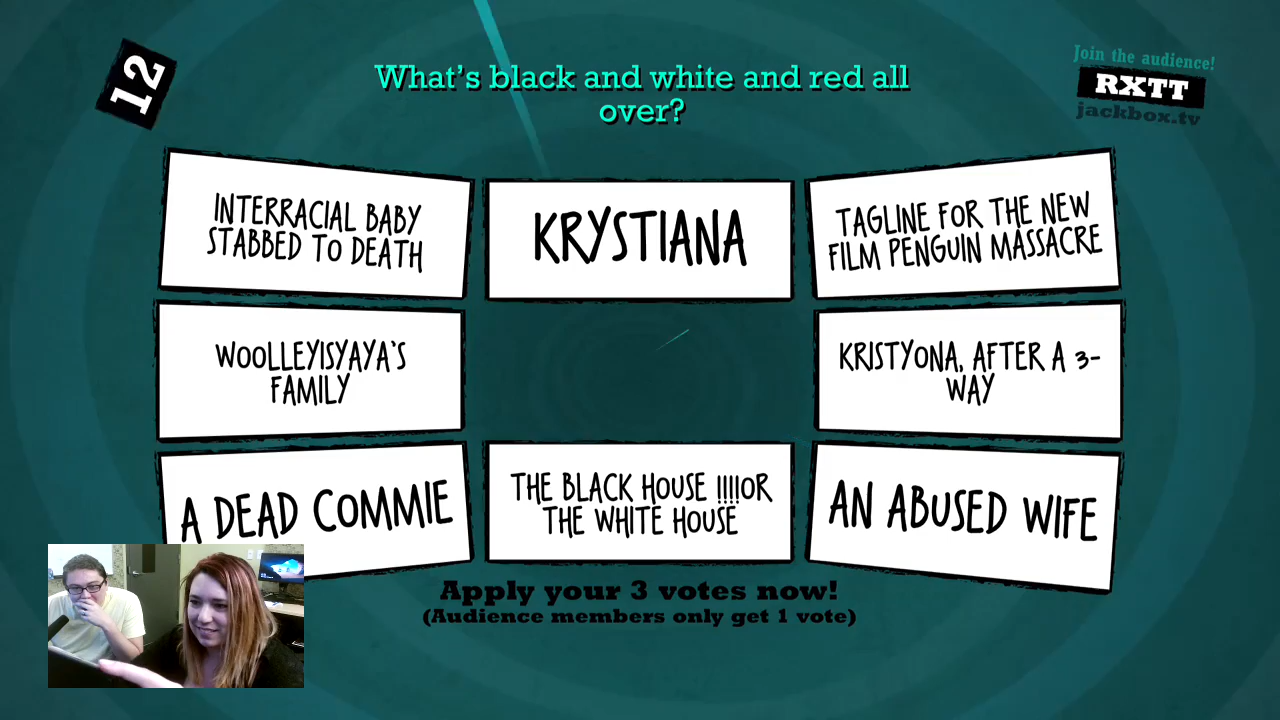 12
What's black and white and red all
over?
Join the audience!
RXTT
jackbox.tv
INTERRACIAL BABY
STABBED TO DEATH
KRYSTIANA
TAGLINE FOR THE NEW
FILM PENGUIN MASSACRE
WOOLLEYISYAYA'S
FAMILY
KRISTYONA, AFTER A 3-
WAY
A DEAD COMMIE
THE BLACK HOUSE !!!!OR
THE WHITE HOUSE
AN ABUSED WIFE
Apply your 3 votes now!
(Audience members only get 1 vote)